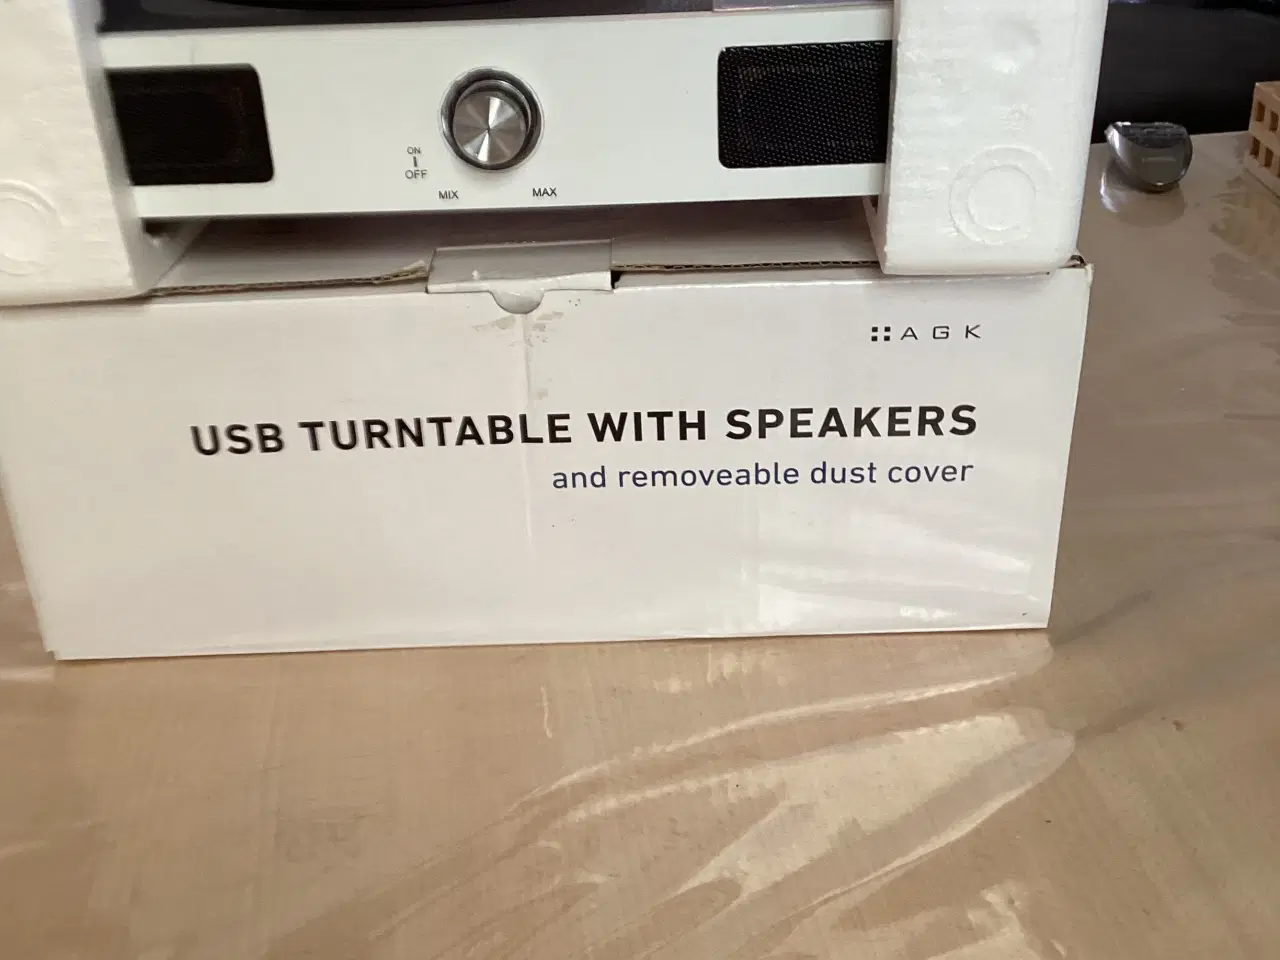 ON
OFF
MIX MAX
AGK
USB TURNTABLE WITH SPEAKERS
and removeable dust cover